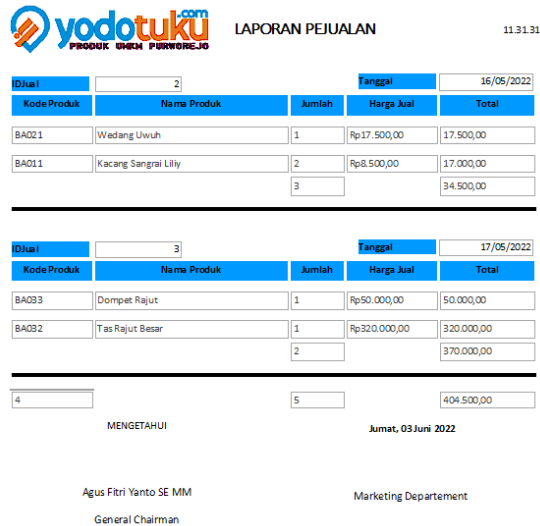 yodotuku.com
PRODUK UMKM PURWOREJO
LAPORAN PEJUALAN
11.31.31
IDJual 2 Tanggal 16/05/2022
Kode Produk Nama Produk Jumlah Harga Jual Total
BA021 Wedang Uwuh 1 Rp17.500,00 17.500,00
BA011 Kacang Sangrai Liliy 2 Rp8.500,00 17.000,00
3 34.500,00
IDJual 3 Tanggal 17/05/2022
Kode Produk Nama Produk Jumlah Harga Jual Total
BA033 Dompet Rajut 1 Rp50.000,00 50.000,00
BA032 Tas Rajut Besar 1 Rp320.000,00 320.000,00
2 370.000,00
4 5 404.500,00
MENGETAHUI
Jumat, 03 Juni 2022
Agus Fitri Yanto SE MM
Marketing Departement
General Chairman